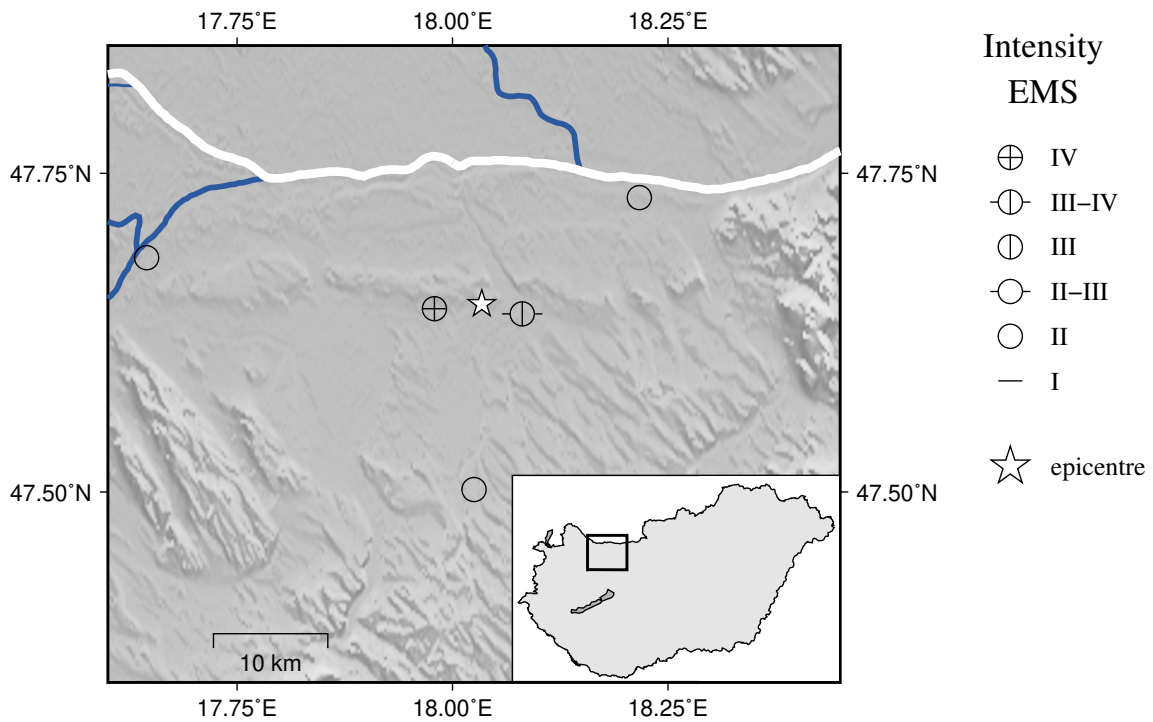 17.75˚E 18.00˚E 18.25˚E
Intensity
EMS
IV
III–IV
III
II–III
II
I
epicentre
47.75˚N 47.75˚N
47.50˚N 47.50˚N
10 km
17.75˚E 18.00˚E 18.25˚E